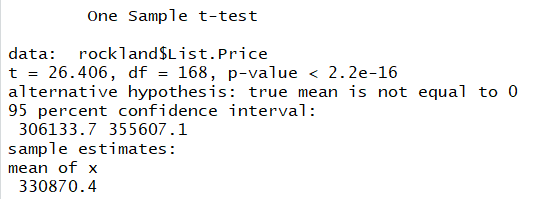 One Sample t-test
data:  rockland$List.Price
t = 26.406, df = 168, p-value < 2.2e-16
alternative hypothesis: true mean is not equal to 0
95 percent confidence interval:
 306133.7 355607.1
sample estimates:
mean of x
 330870.4